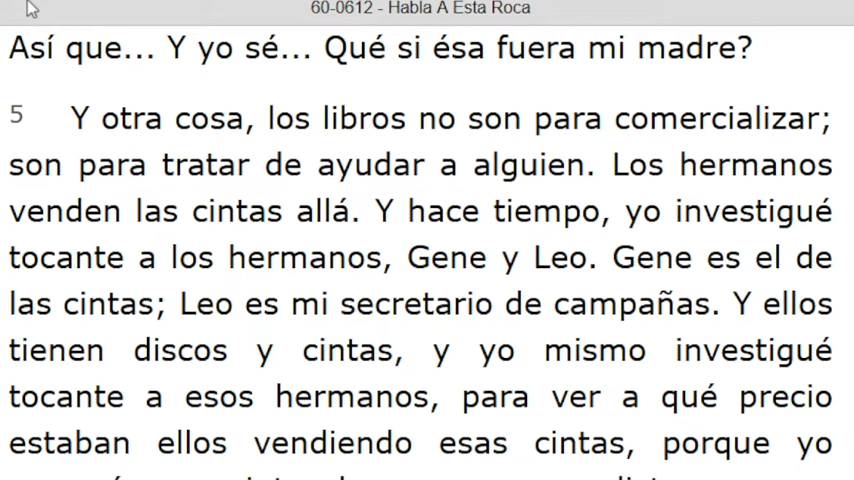 60-0612 - Habla A Esta Roca
Así que... Y yo sé... Qué si ésa fuera mi madre?
5 Y otra cosa, los libros no son para comercializar;
son para tratar de ayudar a alguien. Los hermanos
venden las cintas allá. Y hace tiempo, yo investigué
tocante a los hermanos, Gene y Leo. Gene es el de
las cintas; Leo es mi secretario de campañas. Y ellos
tienen discos y cintas, y yo mismo investigué
tocante a esos hermanos, para ver a qué precio
estaban ellos vendiendo esas cintas, porque yo